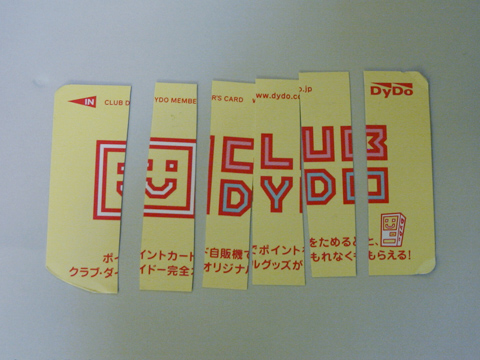 IN CLUB DYDO MEMBER'S CARD www.dydo.co.jp DyDo
CLUB
DYDO
ポイントカード自販機でポイントをためると、
クラブ・ダイドー完全オリジナルグッズがもれなくもらえる!